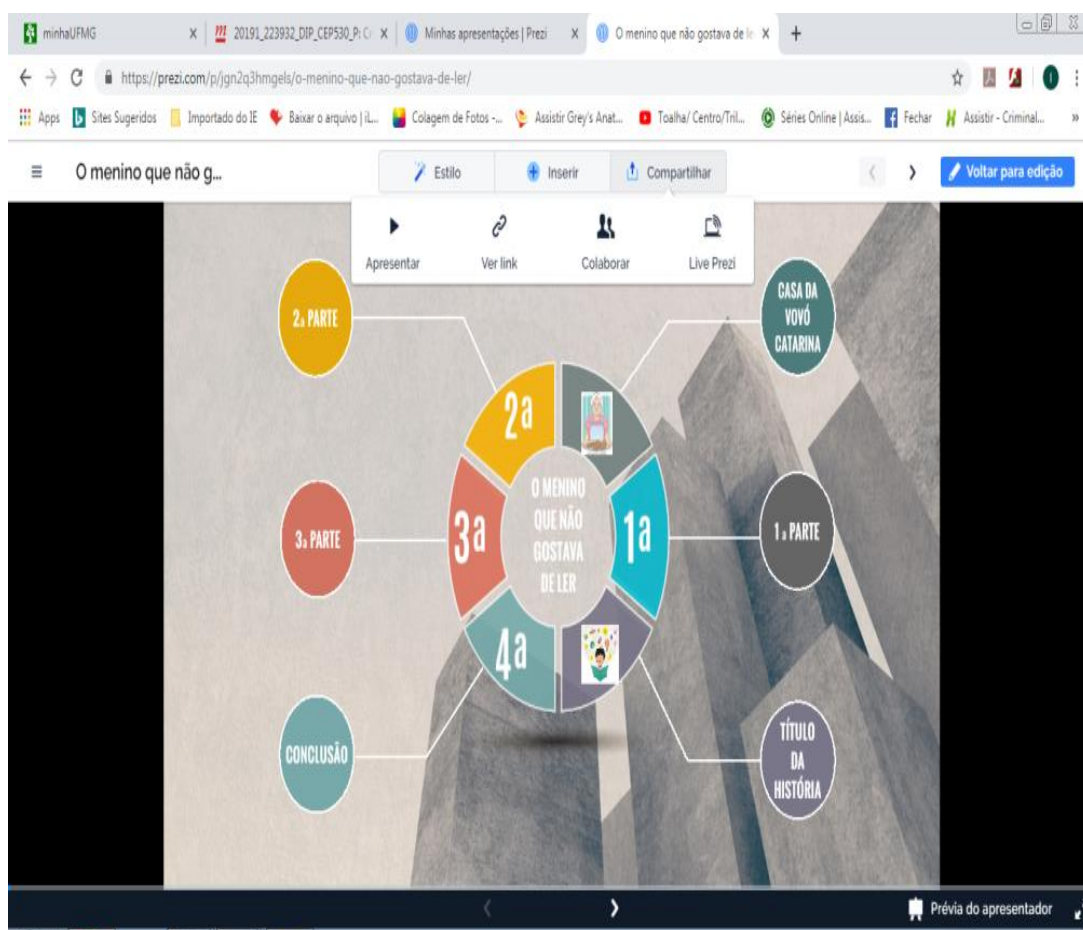 minhaUFMG
20191_223932_DIP_CEP530_P: C
Minhas apresentações | Prezi
O menino que não gostava de le
https://prezi.com/p/jgn2q3hmgels/o-menino-que-nao-gostava-de-ler/
Apps
Sites Sugeridos
Importado do IE
Baixar o arquivo | iL...
Colagem de Fotos -...
Assistir Grey's Anat...
Toalha/ Centro/Tril...
Séries Online | Assis...
Fechar
Assistir - Criminal...
O menino que não g...
Estilo
Inserir
Compartilhar
Voltar para edição
Apresentar
Ver link
Colaborar
Live Prezi
2a PARTE
CASA DA
VOVÓ
CATARINA
2a
O MENINO
QUE NÃO
GOSTAVA
DE LER
3a PARTE
3a
1a
1 a PARTE
4a
CONCLUSÃO
TÍTULO
DA
HISTÓRIA
Prévia do apresentador